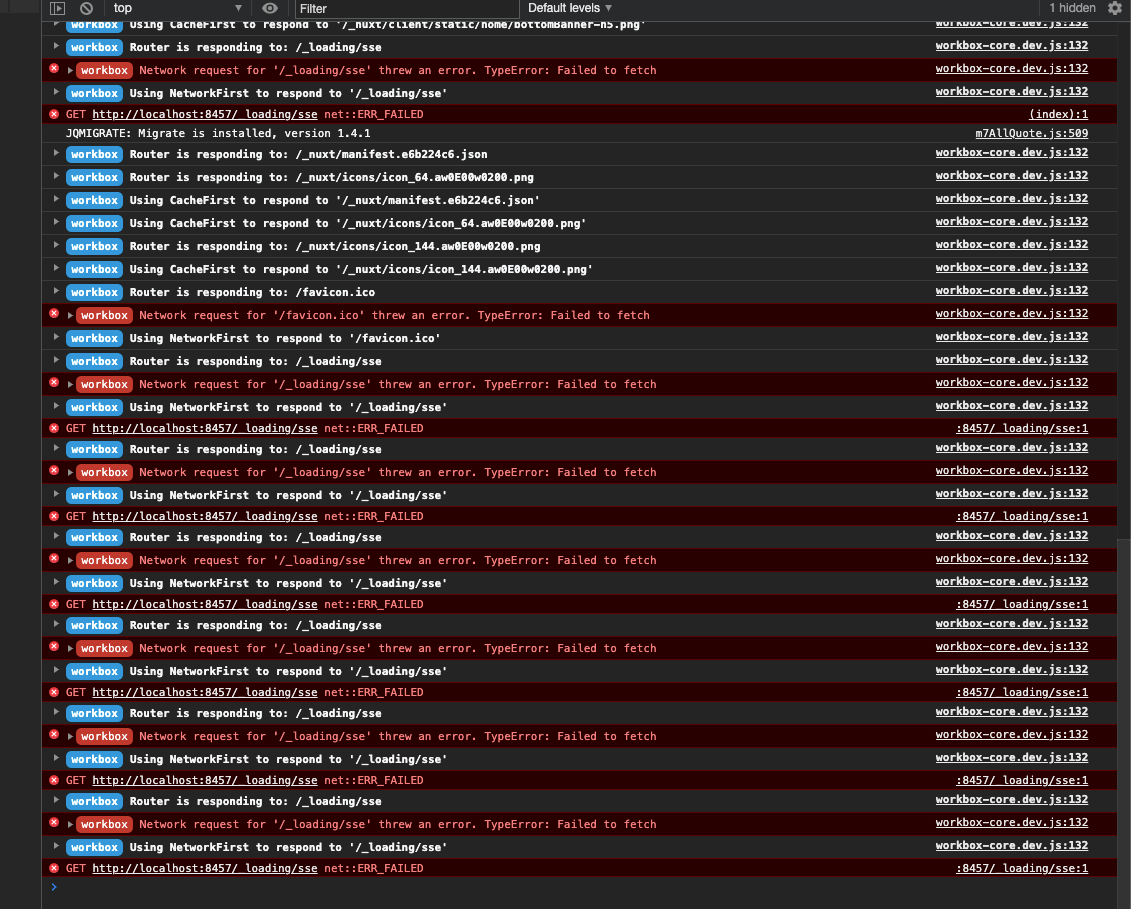 top Filter Default levels 1 hidden
workbox Using CacheFirst to respond to '/_nuxt/client/static/home/bottomBanner-n5.png' workbox-core.dev.js:132
workbox Router is responding to: /_loading/sse workbox-core.dev.js:132
workbox Network request for '/_loading/sse' threw an error. TypeError: Failed to fetch workbox-core.dev.js:132
workbox Using NetworkFirst to respond to '/_loading/sse' workbox-core.dev.js:132
GET http://localhost:8457/_loading/sse net::ERR_FAILED (index):1
JQMIGRATE: Migrate is installed, version 1.4.1 m7AllQuote.js:509
workbox Router is responding to: /_nuxt/manifest.e6b224c6.json workbox-core.dev.js:132
workbox Router is responding to: /_nuxt/icons/icon_64.aw0E00w0200.png workbox-core.dev.js:132
workbox Using CacheFirst to respond to '/_nuxt/manifest.e6b224c6.json' workbox-core.dev.js:132
workbox Using CacheFirst to respond to '/_nuxt/icons/icon_64.aw0E00w0200.png' workbox-core.dev.js:132
workbox Router is responding to: /_nuxt/icons/icon_144.aw0E00w0200.png workbox-core.dev.js:132
workbox Using CacheFirst to respond to '/_nuxt/icons/icon_144.aw0E00w0200.png' workbox-core.dev.js:132
workbox Router is responding to: /favicon.ico workbox-core.dev.js:132
workbox Network request for '/favicon.ico' threw an error. TypeError: Failed to fetch workbox-core.dev.js:132
workbox Using NetworkFirst to respond to '/favicon.ico' workbox-core.dev.js:132
workbox Router is responding to: /_loading/sse workbox-core.dev.js:132
workbox Network request for '/_loading/sse' threw an error. TypeError: Failed to fetch workbox-core.dev.js:132
workbox Using NetworkFirst to respond to '/_loading/sse' workbox-core.dev.js:132
GET http://localhost:8457/_loading/sse net::ERR_FAILED :8457/_loading/sse:1
workbox Router is responding to: /_loading/sse workbox-core.dev.js:132
workbox Network request for '/_loading/sse' threw an error. TypeError: Failed to fetch workbox-core.dev.js:132
workbox Using NetworkFirst to respond to '/_loading/sse' workbox-core.dev.js:132
GET http://localhost:8457/_loading/sse net::ERR_FAILED :8457/_loading/sse:1
workbox Router is responding to: /_loading/sse workbox-core.dev.js:132
workbox Network request for '/_loading/sse' threw an error. TypeError: Failed to fetch workbox-core.dev.js:132
workbox Using NetworkFirst to respond to '/_loading/sse' workbox-core.dev.js:132
GET http://localhost:8457/_loading/sse net::ERR_FAILED :8457/_loading/sse:1
workbox Router is responding to: /_loading/sse workbox-core.dev.js:132
workbox Network request for '/_loading/sse' threw an error. TypeError: Failed to fetch workbox-core.dev.js:132
workbox Using NetworkFirst to respond to '/_loading/sse' workbox-core.dev.js:132
GET http://localhost:8457/_loading/sse net::ERR_FAILED :8457/_loading/sse:1
workbox Router is responding to: /_loading/sse workbox-core.dev.js:132
workbox Network request for '/_loading/sse' threw an error. TypeError: Failed to fetch workbox-core.dev.js:132
workbox Using NetworkFirst to respond to '/_loading/sse' workbox-core.dev.js:132
GET http://localhost:8457/_loading/sse net::ERR_FAILED :8457/_loading/sse:1
workbox Router is responding to: /_loading/sse workbox-core.dev.js:132
workbox Network request for '/_loading/sse' threw an error. TypeError: Failed to fetch workbox-core.dev.js:132
workbox Using NetworkFirst to respond to '/_loading/sse' workbox-core.dev.js:132
GET http://localhost:8457/_loading/sse net::ERR_FAILED :8457/_loading/sse:1